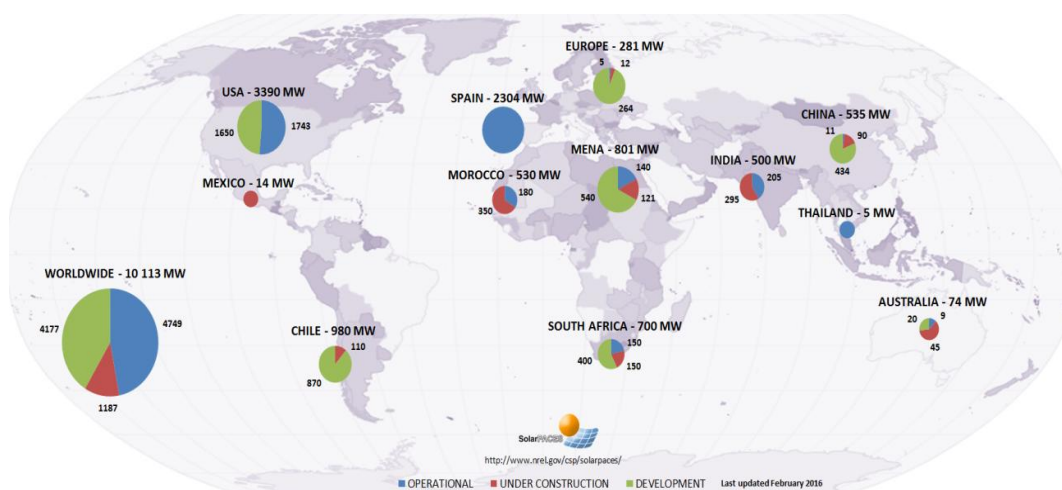 EUROPE - 281 MW
5
12
264
USA - 3390 MW
1650
1743
SPAIN - 2304 MW
CHINA - 535 MW
11
90
434
MENA - 801 MW
140
540
121
INDIA - 500 MW
205
295
MOROCCO - 530 MW
180
350
MEXICO - 14 MW
THAILAND - 5 MW
WORLDWIDE - 10 113 MW
4177
4749
1187
AUSTRALIA - 74 MW
20
9
45
CHILE - 980 MW
110
870
SOUTH AFRICA - 700 MW
150
400
150
SolarPACES
http://www.nrel.gov/csp/solarpaces/
OPERATIONAL UNDER CONSTRUCTION DEVELOPMENT Last updated February 2016